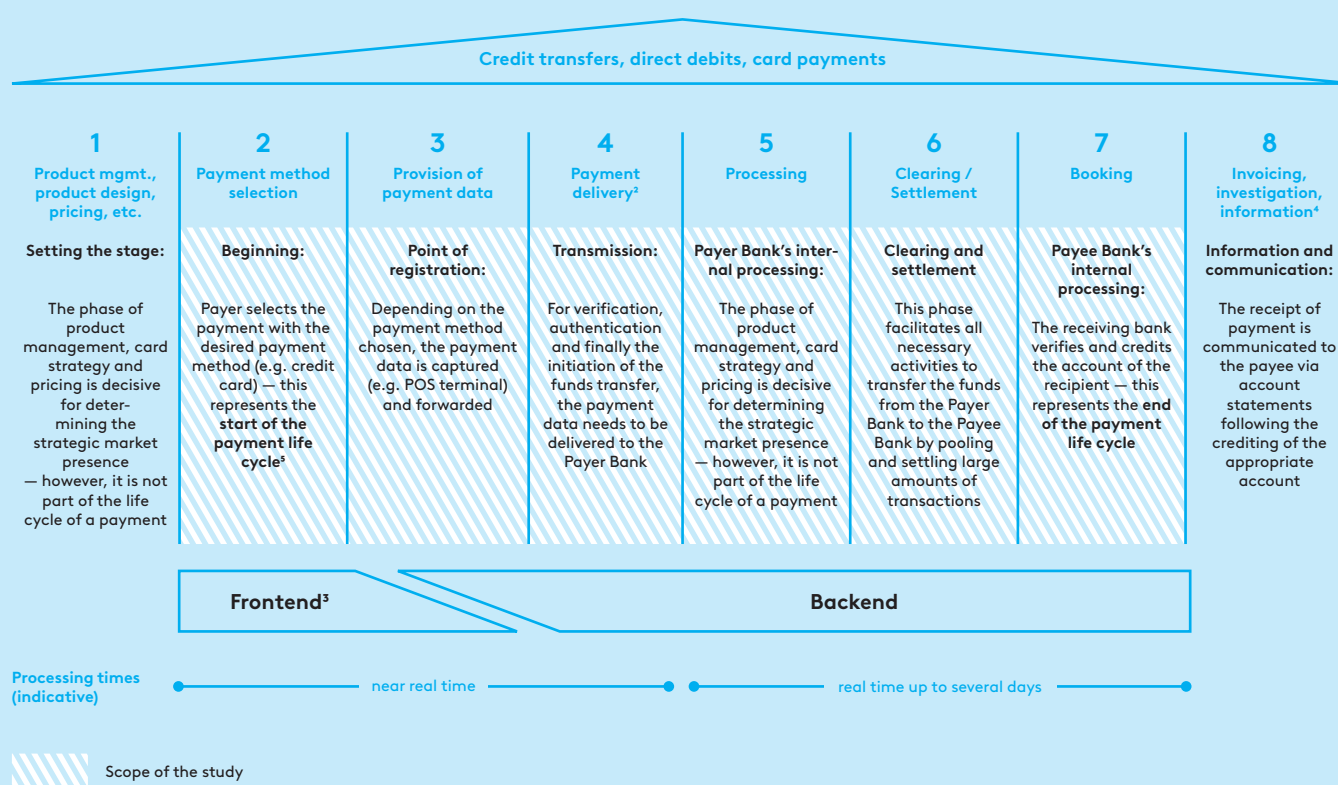 Credit transfers, direct debits, card payments
1
Product mgmt.,
product design,
pricing, etc.
Setting the stage:
The phase of
product
management, card
strategy and
pricing is decisive
for deter-
mining the
strategic market
presence
— however, it is not
part of the life
cycle of a payment
2
Payment method
selection
Beginning:
Payer selects the
payment with the
desired payment
method (e.g. credit
card) — this
represents the
start of the
payment life
cycle⁵
3
Provision of
payment data
Point of
registration:
Depending on the
payment method
chosen, the payment
data is captured
(e.g. POS terminal)
and forwarded
4
Payment
delivery²
Transmission:
For verification,
authentication
and finally the
initiation of the
funds transfer,
the payment
data needs to be
delivered to the
Payer Bank
5
Processing
Payer Bank’s inter-
nal processing:
The phase of
product
management, card
strategy and
pricing is decisive
for determining
the strategic
market presence
— however, it is not
part of the life
cycle of a payment
6
Clearing /
Settlement
Clearing and
settlement
This phase
facilitates all
necessary
activities to
transfer the funds
from the Payer
Bank to the Payee
Bank by pooling
and settling large
amounts of
transactions
7
Booking
Payee Bank’s
internal
processing:
The receiving bank
verifies and credits
the account of the
recipient — this
represents the end
of the payment
life cycle
8
Invoicing,
investigation,
information⁴
Information and
communication:
The receipt of
payment is
communicated to
the payee via
account
statements
following the
crediting of the
appropriate
account
Frontend³
Backend
Processing times
(indicative)
near real time
real time up to several days
Scope of the study